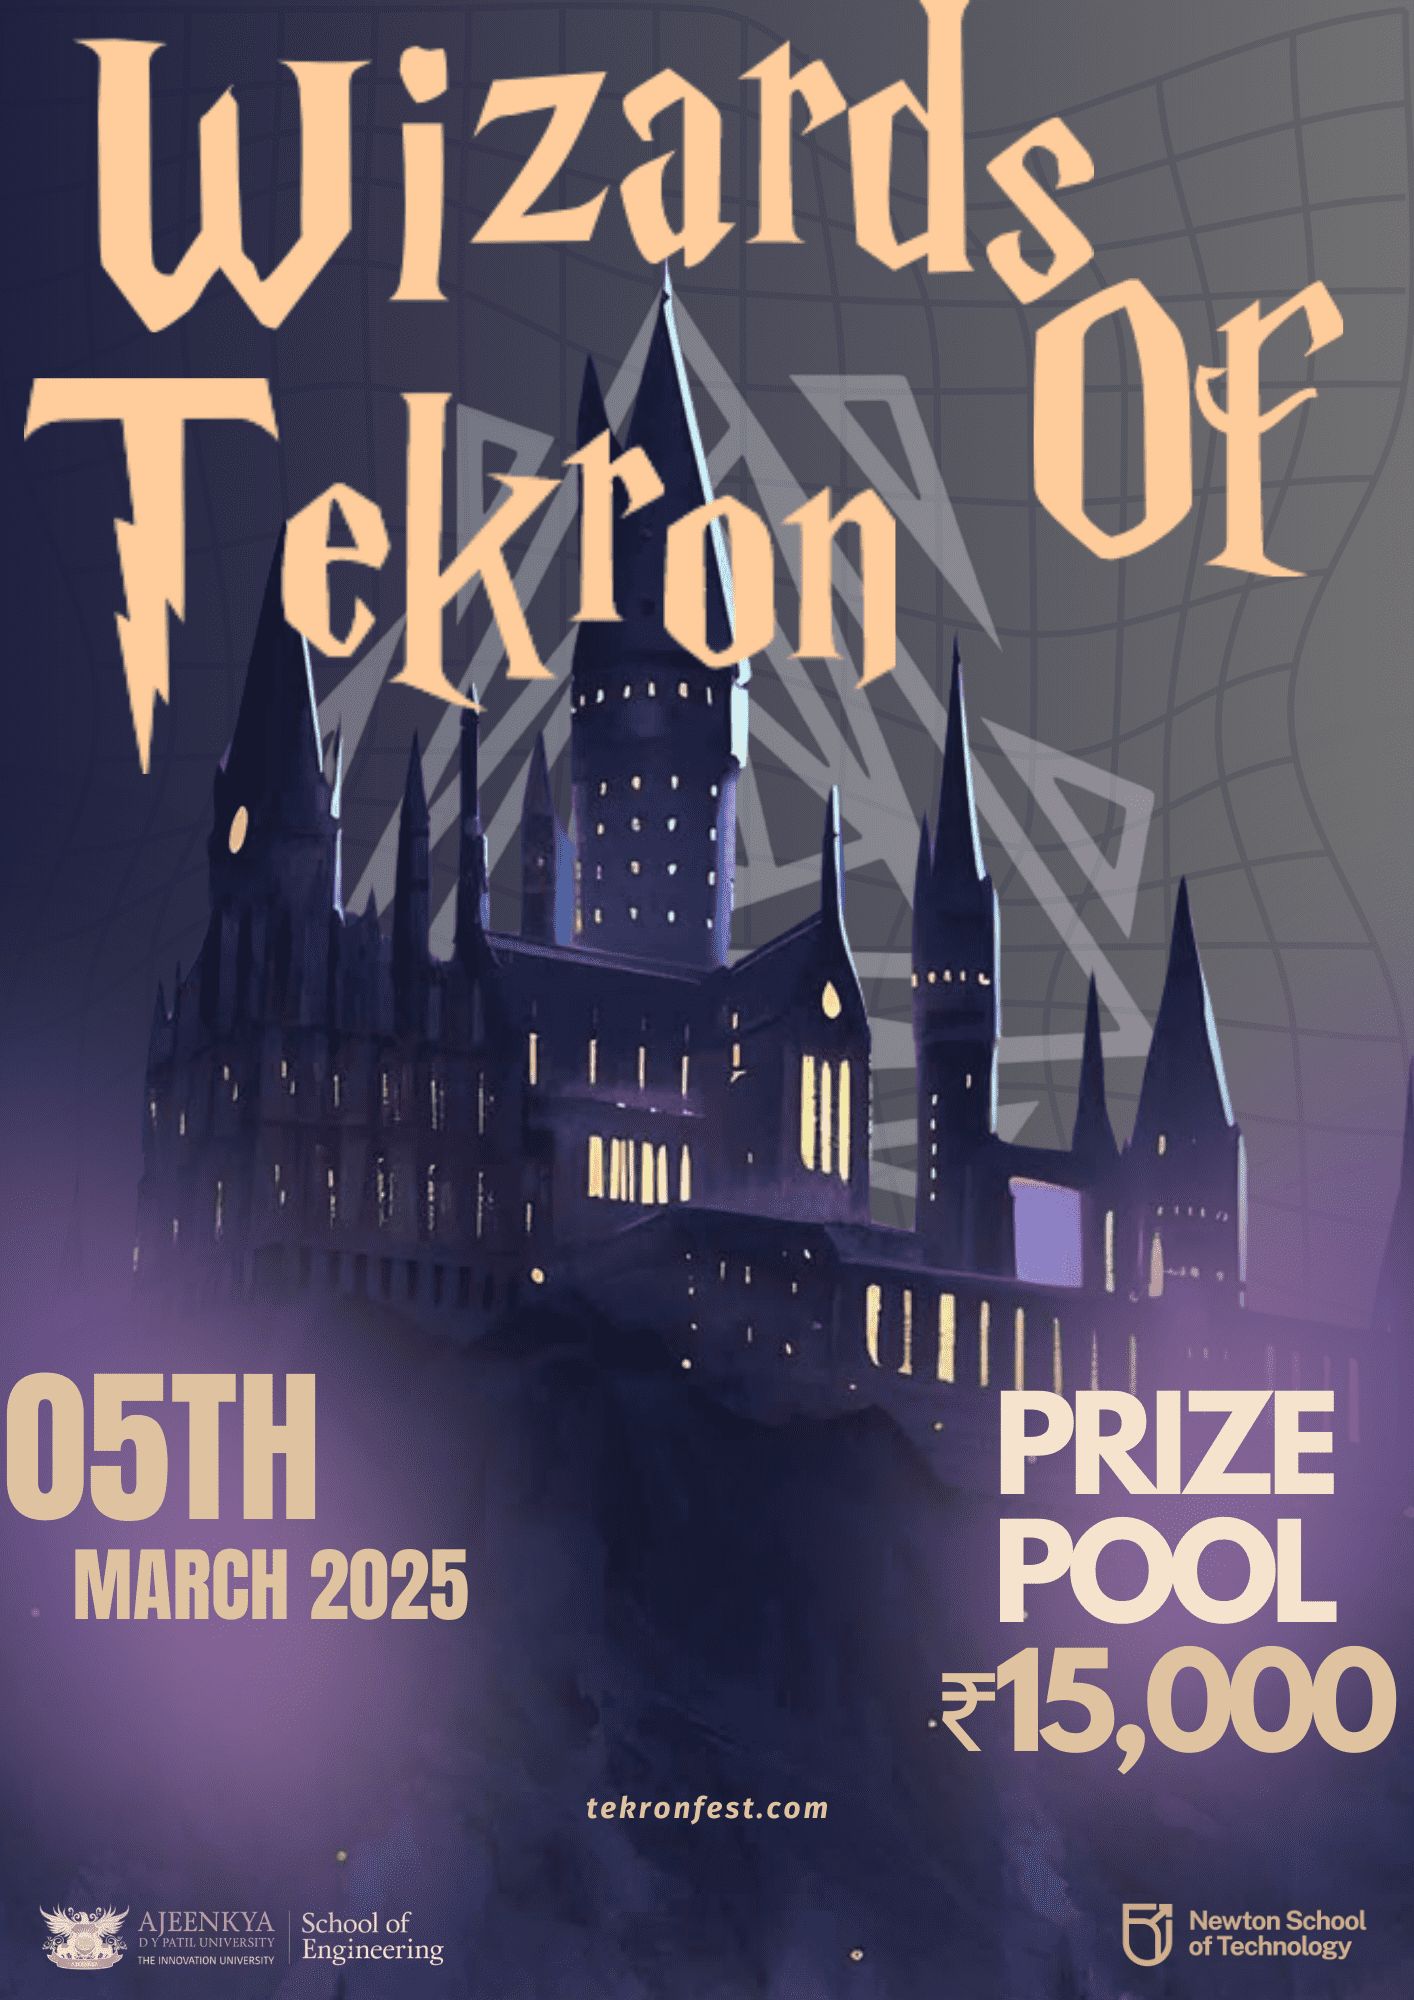 Wizards
Of
Tekron
05TH
MARCH 2025
PRIZE
POOL
₹15,000
tekronfest.com
AJEENKYA
D Y PATIL UNIVERSITY
THE INNOVATION UNIVERSITY
School of
Engineering
Newton School
of Technology